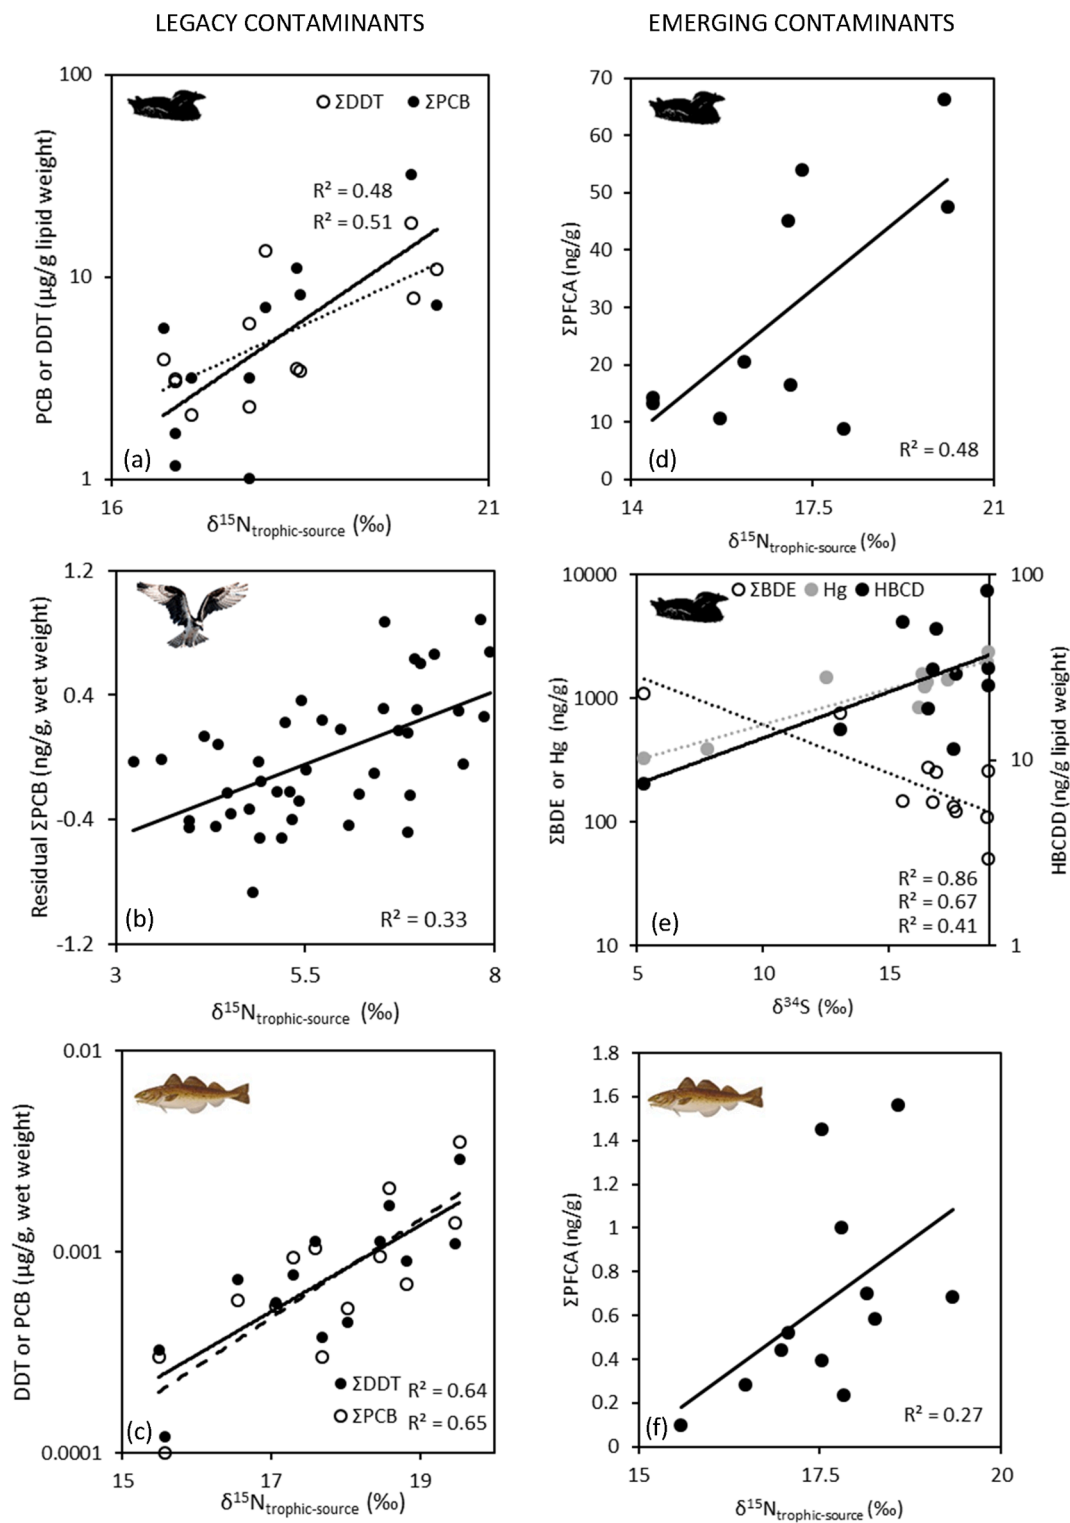 LEGACY CONTAMINANTS
EMERGING CONTAMINANTS
100
10
1
PCB or DDT (µg/g lipid weight)
ΣDDT ΣPCB
R² = 0.48
R² = 0.51
(a)
16 21
δ¹⁵Ntrophic-source (‰)
70
60
50
40
30
20
10
0
ΣPFCA (ng/g)
(d)
R² = 0.48
14 17.5 21
δ¹⁵Ntrophic-source (‰)
1.2
0.4
-0.4
-1.2
Residual ΣPCB (ng/g, wet weight)
(b)
R² = 0.33
3 5.5 8
δ¹⁵Ntrophic-source (‰)
10000
1000
100
10
ΣBDE or Hg (ng/g)
ΣBDE Hg HBCD
100
10
1
HBCDD (ng/g lipid weight)
R² = 0.86
R² = 0.67
R² = 0.41
(e)
5 10 15
δ³⁴S (‰)
0.01
0.001
0.0001
DDT or PCB (µg/g, wet weight)
ΣDDT R² = 0.64
ΣPCB R² = 0.65
(c)
15 17 19
δ¹⁵Ntrophic-source (‰)
1.8
1.6
1.4
1.2
1
0.8
0.6
0.4
0.2
0
ΣPFCA (ng/g)
(f)
R² = 0.27
15 17.5 20
δ¹⁵Ntrophic-source (‰)